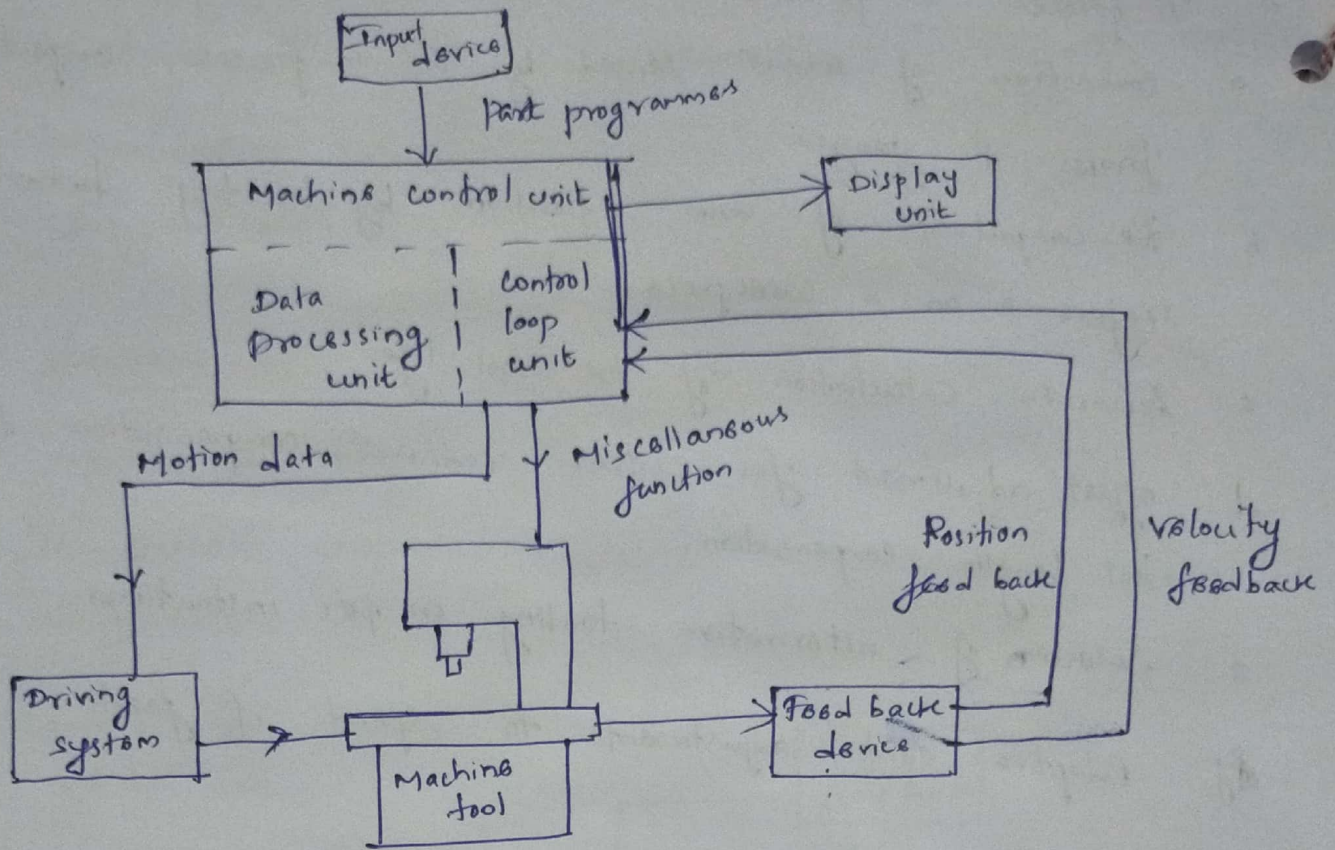 Input
device
Part programmes
Machine control unit
Display
unit
Data
processing
unit
control
loop
unit
Motion data
Miscellaneous
function
Position
feed back
Velocity
feedback
Driving
system
Feed back
device
Machine
tool